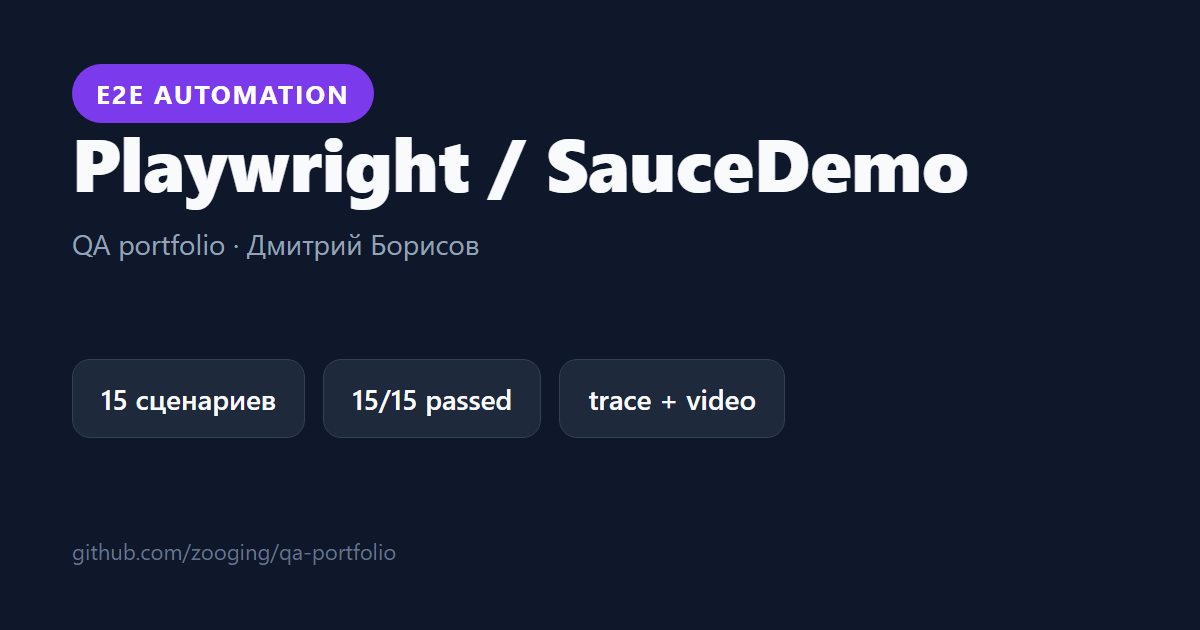 E2E AUTOMATION
Playwright / SauceDemo
QA portfolio · Дмитрий Борисов
15 сценариев
15/15 passed
trace + video
github.com/zooging/qa-portfolio